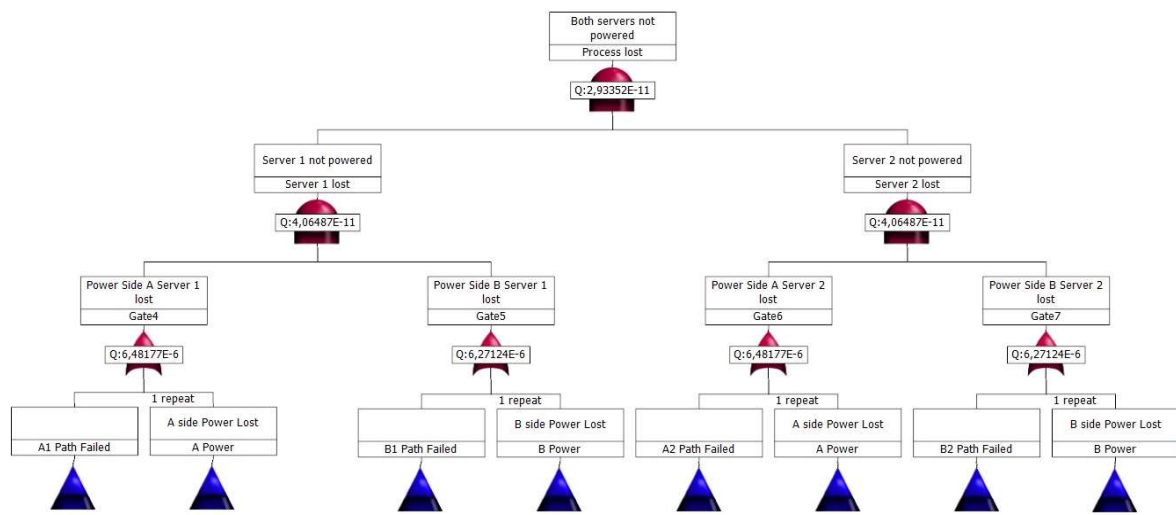 Both servers not
powered
Process lost
Q:2,93352E-11
Server 1 not powered
Server 1 lost
Q:4,06487E-11
Server 2 not powered
Server 2 lost
Q:4,06487E-11
Power Side A Server 1
lost
Gate4
Q:6,48177E-6
Power Side B Server 1
lost
Gate5
Q:6,27124E-6
Power Side A Server 2
lost
Gate6
Q:6,48177E-6
Power Side B Server 2
lost
Gate7
Q:6,27124E-6
1 repeat
A1 Path Failed
A side Power Lost
A Power
1 repeat
B1 Path Failed
B side Power Lost
B Power
1 repeat
A2 Path Failed
A side Power Lost
A Power
1 repeat
B2 Path Failed
B side Power Lost
B Power